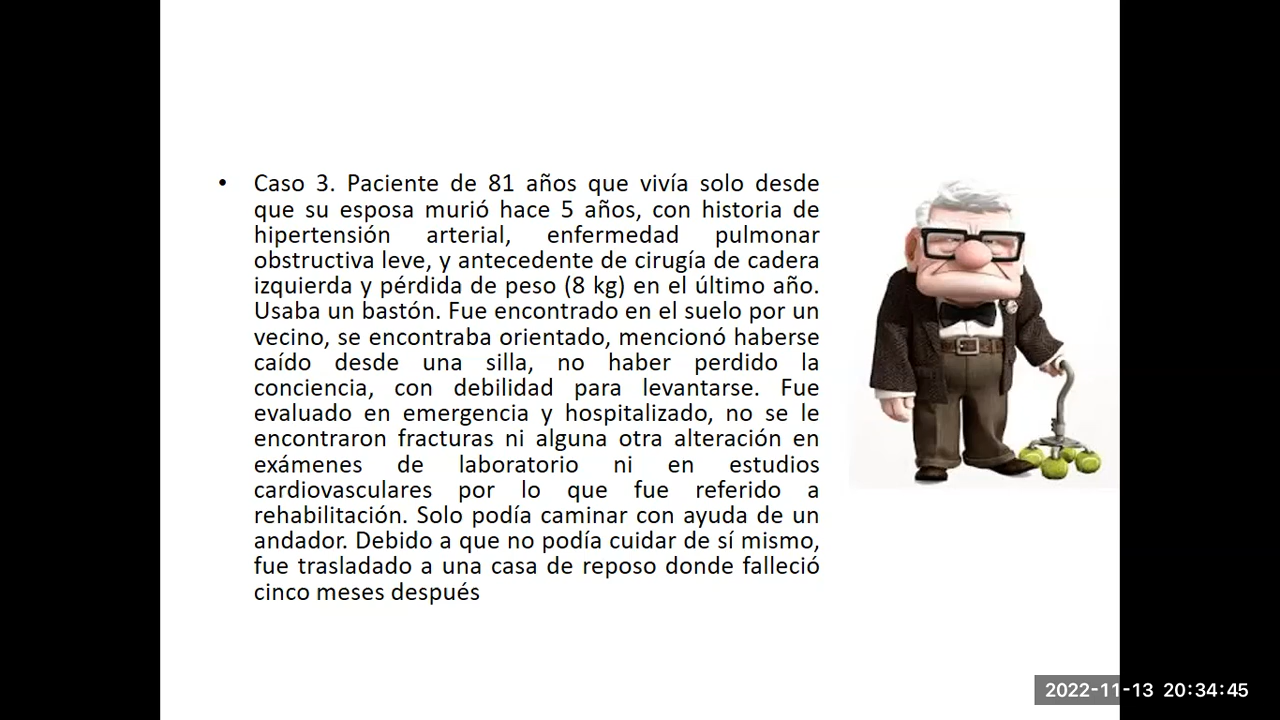 • Caso 3. Paciente de 81 años que vivía solo desde
que su esposa murió hace 5 años, con historia de
hipertensión arterial, enfermedad pulmonar
obstructiva leve, y antecedente de cirugía de cadera
izquierda y pérdida de peso (8 kg) en el último año.
Usaba un bastón. Fue encontrado en el suelo por un
vecino, se encontraba orientado, mencionó haberse
caído desde una silla, no haber perdido la
conciencia, con debilidad para levantarse. Fue
evaluado en emergencia y hospitalizado, no se le
encontraron fracturas ni alguna otra alteración en
exámenes de laboratorio ni en estudios
cardiovasculares por lo que fue referido a
rehabilitación. Solo podía caminar con ayuda de un
andador. Debido a que no podía cuidar de sí mismo,
fue trasladado a una casa de reposo donde falleció
cinco meses después
2022-11-13 20:34:45